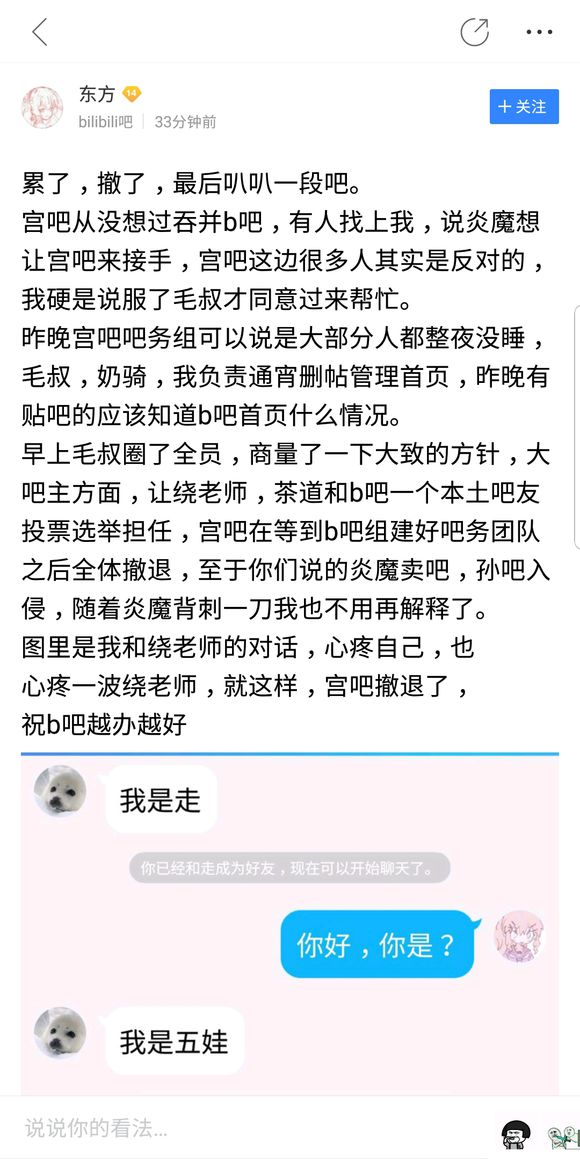 东方 14
bilibili吧 33分钟前
+ 关注
累了，撤了，最后叭叭一段吧。
宫吧从没想过吞并b吧，有人找上我，说炎魔想
让宫吧来接手，宫吧这边很多人其实是反对的，
我硬是说服了毛叔才同意过来帮忙。
昨晚宫吧吧务组可以说是大部分人都整夜没睡，
毛叔，奶骑，我负责通宵删帖管理首页，昨晚有
贴吧的应该知道b吧首页什么情况。
早上毛叔圈了全员，商量了一下大致的方针，大
吧主方面，让绕老师，茶道和b吧一个本土吧友
投票选举担任，宫吧在等到b吧组建好吧务团队
之后全体撤退，至于你们说的炎魔卖吧，孙吧入
侵，随着炎魔背刺一刀我也不用再解释了。
图里是我和绕老师的对话，心疼自己，也
心疼一波绕老师，就这样，宫吧撤退了，
祝b吧越办越好
我是走
你已经和走成为好友，现在可以开始聊天了。
你好，你是？
我是五娃
说说你的看法...